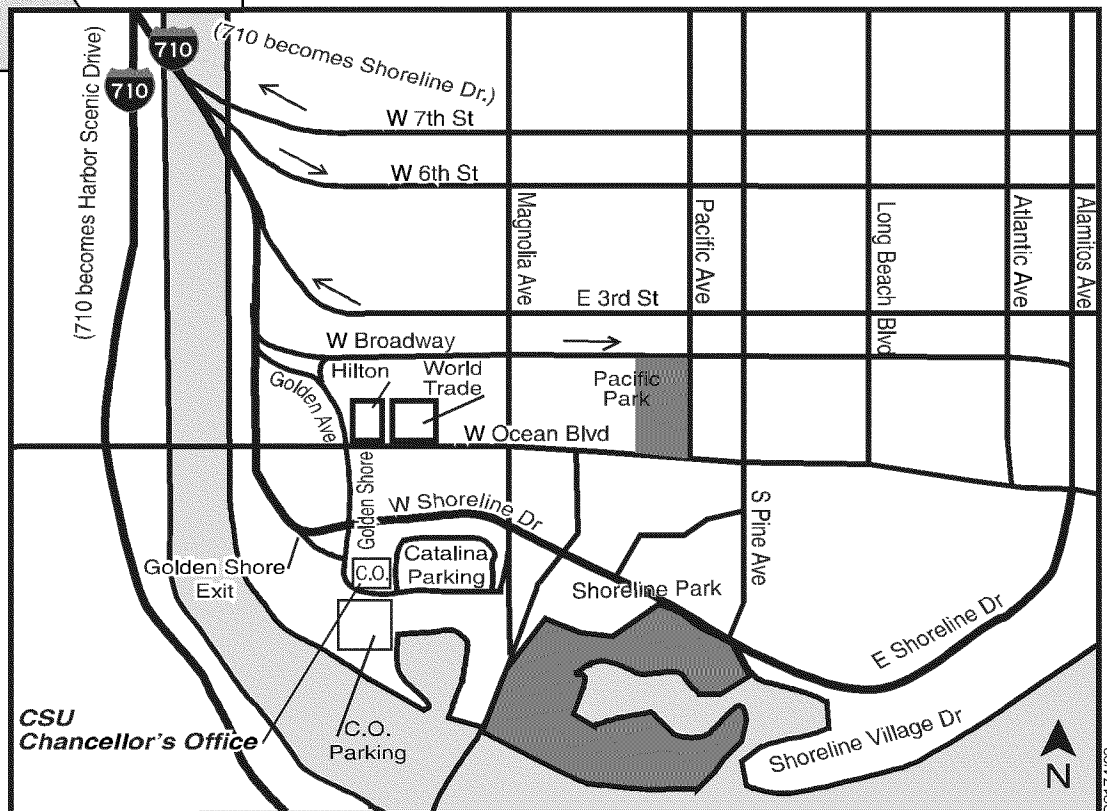 710
(710 becomes Shoreline Dr.)
710
(710 becomes Harbor Scenic Drive)
W 7th St
W 6th St
Magnolia Ave
Pacific Ave
Long Beach Blvd
Atlantic Ave
Alamitos Ave
E 3rd St
W Broadway
Hilton
World
Trade
Pacific
Park
Golden Ave
W Ocean Blvd
Golden Shore
W Shoreline Dr
S Pine Ave
Golden Shore
Exit
C.O.
Catalina
Parking
Shoreline Park
E Shoreline Dr
CSU
Chancellor's Office
C.O.
Parking
Shoreline Village Dr
N